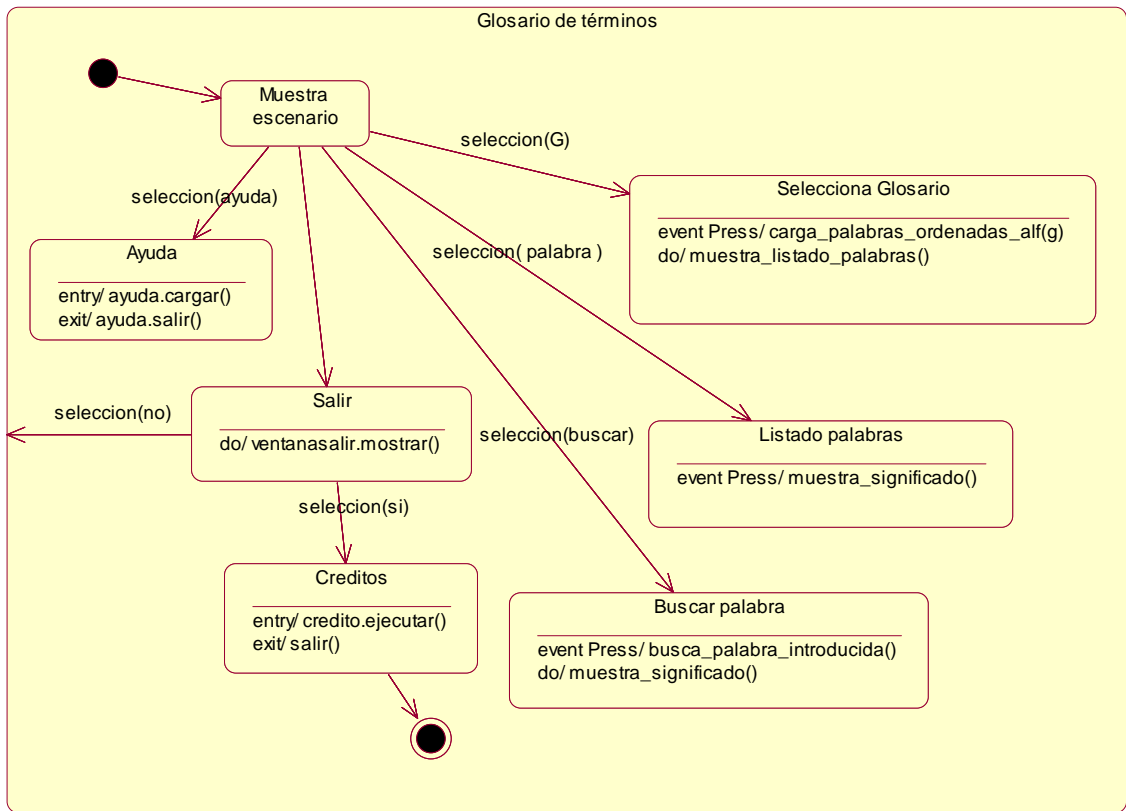 Glosario de términos
Muestra
escenario
seleccion(G)
seleccion(ayuda)
Selecciona Glosario
event Press/ carga_palabras_ordenadas_alf(g)
do/ muestra_listado_palabras()
seleccion( palabra )
Ayuda
entry/ ayuda.cargar()
exit/ ayuda.salir()
Salir
do/ ventanasalir.mostrar()
seleccion(no)
seleccion(buscar)
Listado palabras
event Press/ muestra_significado()
seleccion(si)
Creditos
entry/ credito.ejecutar()
exit/ salir()
Buscar palabra
event Press/ busca_palabra_introducida()
do/ muestra_significado()